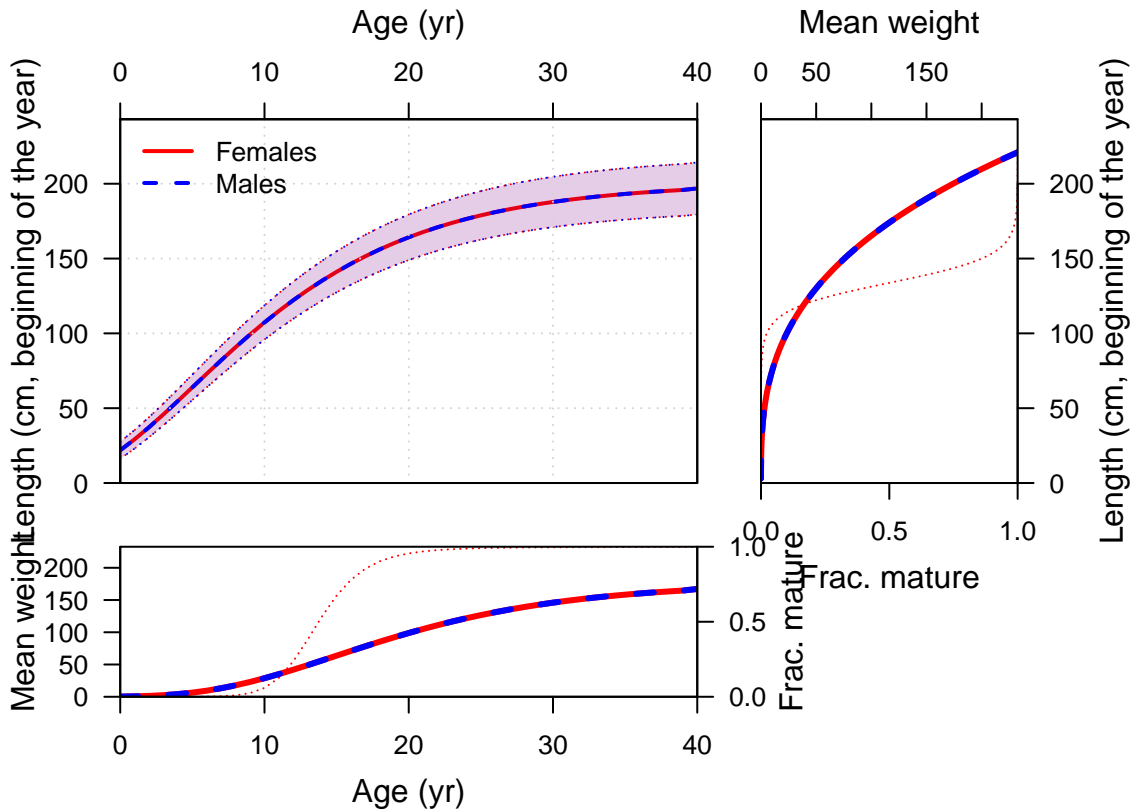 Age (yr)
0 10 20 30 40
Mean weight
0 50 150
Length (cm, beginning of the year)
200
150
100
50
0
Females
Males
200
150
100
50
0
Length (cm, beginning of the year)
0.0 0.5 1.0
Frac. mature
Mean weight
200
150
100
50
0
1.0
0.5
0.0
Frac. mature
0 10 20 30 40
Age (yr)